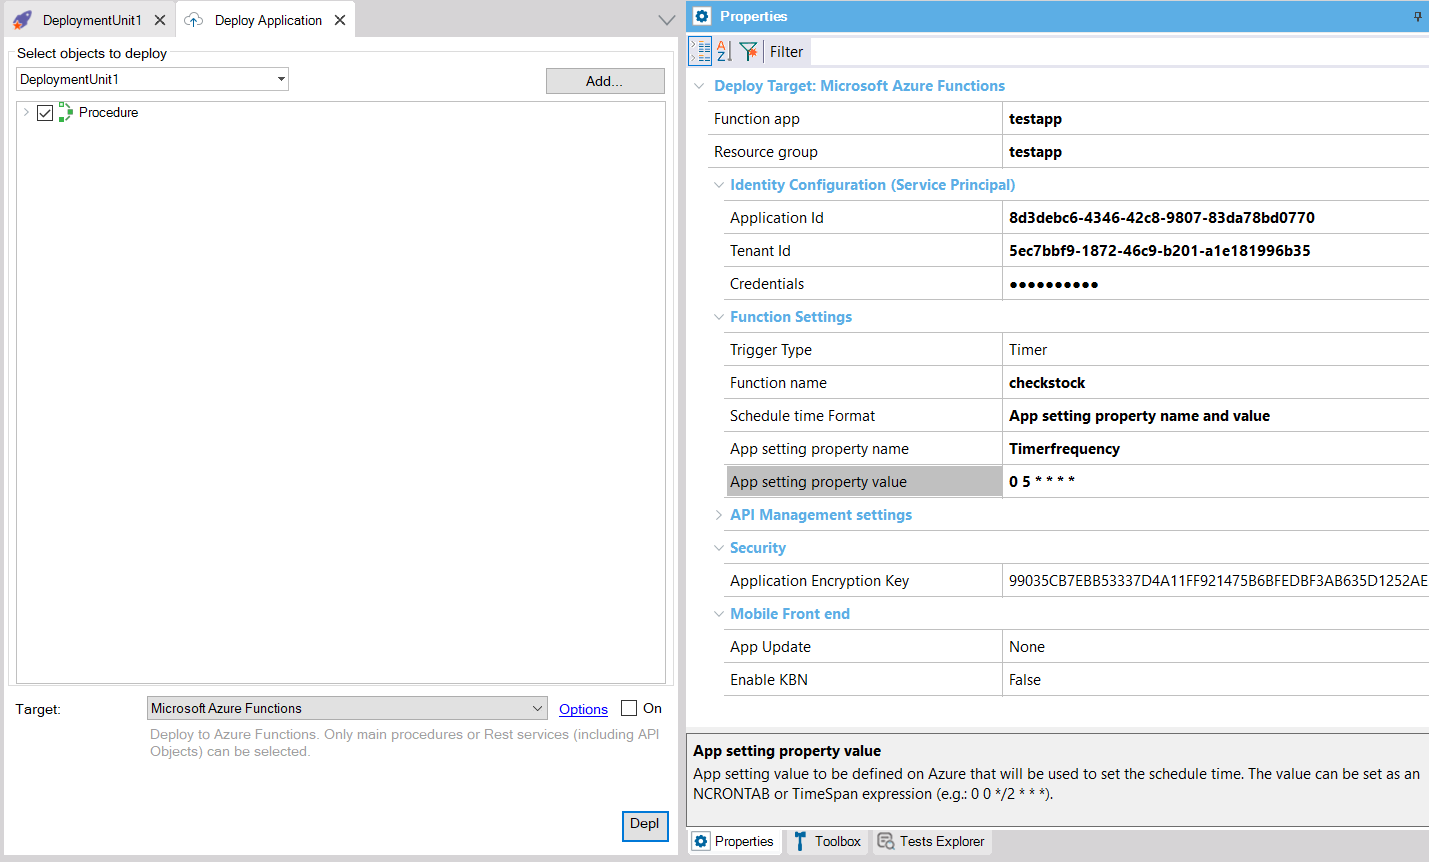 DeploymentUnit1
Deploy Application
Select objects to deploy
DeploymentUnit1
Add...
Procedure
Target:
Microsoft Azure Functions
Options
On
Deploy to Azure Functions. Only main procedures or Rest services (including API
Objects) can be selected.
Depl
Properties
Filter
Deploy Target: Microsoft Azure Functions
Function app testapp
Resource group testapp
Identity Configuration (Service Principal)
Application Id 8d3debc6-4346-42c8-9807-83da78bd0770
Tenant Id 5ec7bbf9-1872-46c9-b201-a1e181996b35
Credentials ●●●●●●●●●●
Function Settings
Trigger Type Timer
Function name checkstock
Schedule time Format App setting property name and value
App setting property name Timerfrequency
App setting property value 0 5 * * * *
API Management settings
Security
Application Encryption Key 99035CB7EBB53337D4A11FF921475B6BFEDBF3AB635D1252AE
Mobile Front end
App Update None
Enable KBN False
App setting property value
App setting value to be defined on Azure that will be used to set the schedule time. The value can be set as an
NCRONTAB or TimeSpan expression (e.g.: 0 0 */2 * * *).
Properties
Toolbox
Tests Explorer